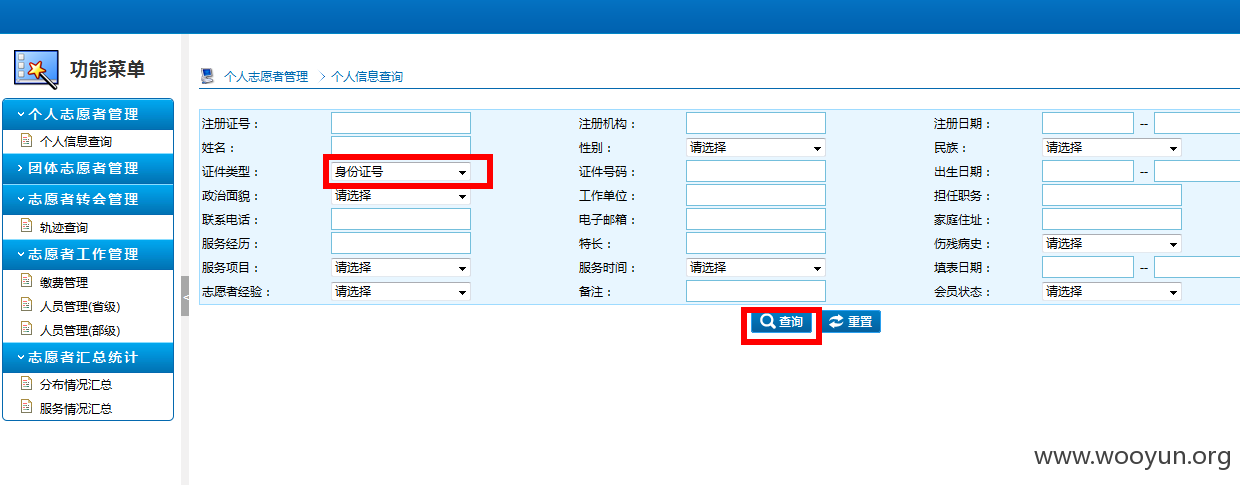 功能菜单
个人志愿者管理
个人信息查询
团体志愿者管理
志愿者转会管理
轨迹查询
志愿者工作管理
缴费管理
人员管理(省级)
人员管理(部级)
志愿者汇总统计
分布情况汇总
服务情况汇总
<
个人志愿者管理 > 个人信息查询
注册证号： 注册机构： 注册日期： --
姓名： 性别： 请选择 民族： 请选择
证件类型： 身份证号 证件号码： 出生日期： --
政治面貌： 请选择 工作单位： 担任职务：
联系电话： 电子邮箱： 家庭住址：
服务经历： 特长： 伤残病史： 请选择
服务项目： 请选择 服务时间： 请选择 填表日期： --
志愿者经验： 请选择 备注： 会员状态： 请选择
查询 重置
www.wooyun.org